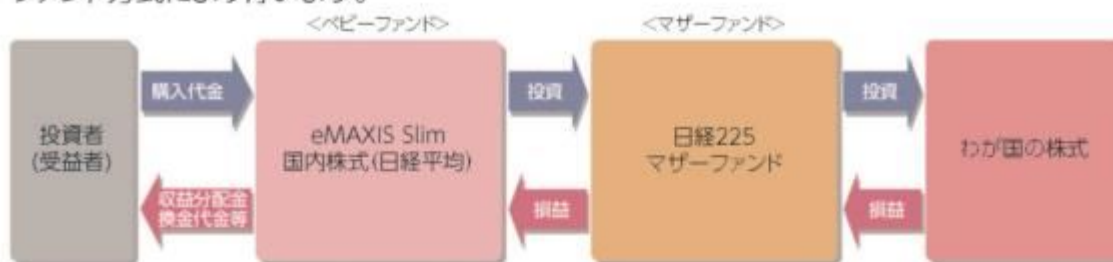 <ベビーファンド>
<マザーファンド>
購入代金
投資
投資
投資者
(受益者)
eMAXIS Slim
国内株式(日経平均)
日経225
マザーファンド
わが国の株式
収益分配金
換金代金等
損益
損益